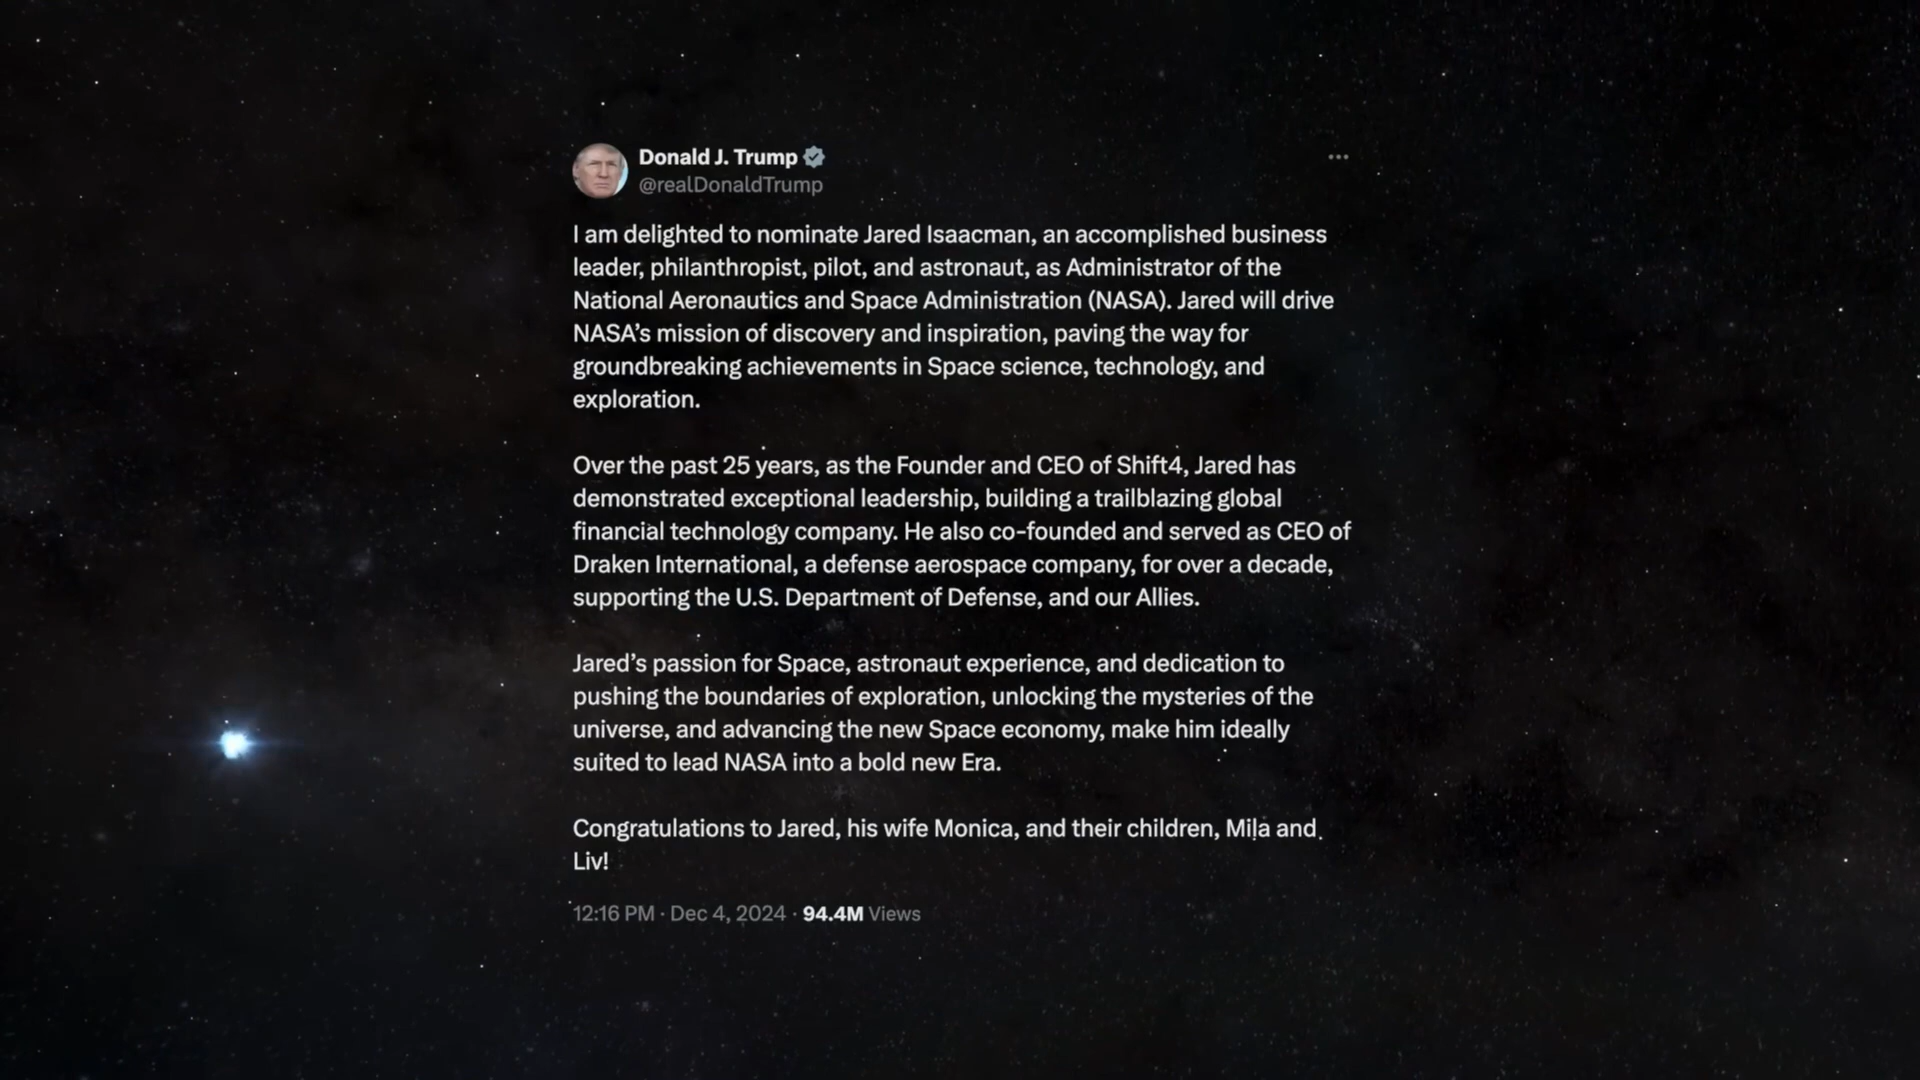 Donald J. Trump
@realDonaldTrump
I am delighted to nominate Jared Isaacman, an accomplished business
leader, philanthropist, pilot, and astronaut, as Administrator of the
National Aeronautics and Space Administration (NASA). Jared will drive
NASA’s mission of discovery and inspiration, paving the way for
groundbreaking achievements in Space science, technology, and
exploration.
Over the past 25 years, as the Founder and CEO of Shift4, Jared has
demonstrated exceptional leadership, building a trailblazing global
financial technology company. He also co-founded and served as CEO of
Draken International, a defense aerospace company, for over a decade,
supporting the U.S. Department of Defense, and our Allies.
Jared’s passion for Space, astronaut experience, and dedication to
pushing the boundaries of exploration, unlocking the mysteries of the
universe, and advancing the new Space economy, make him ideally
suited to lead NASA into a bold new Era.
Congratulations to Jared, his wife Monica, and their children, Mila and
Liv!
12:16 PM · Dec 4, 2024 · 94.4M Views